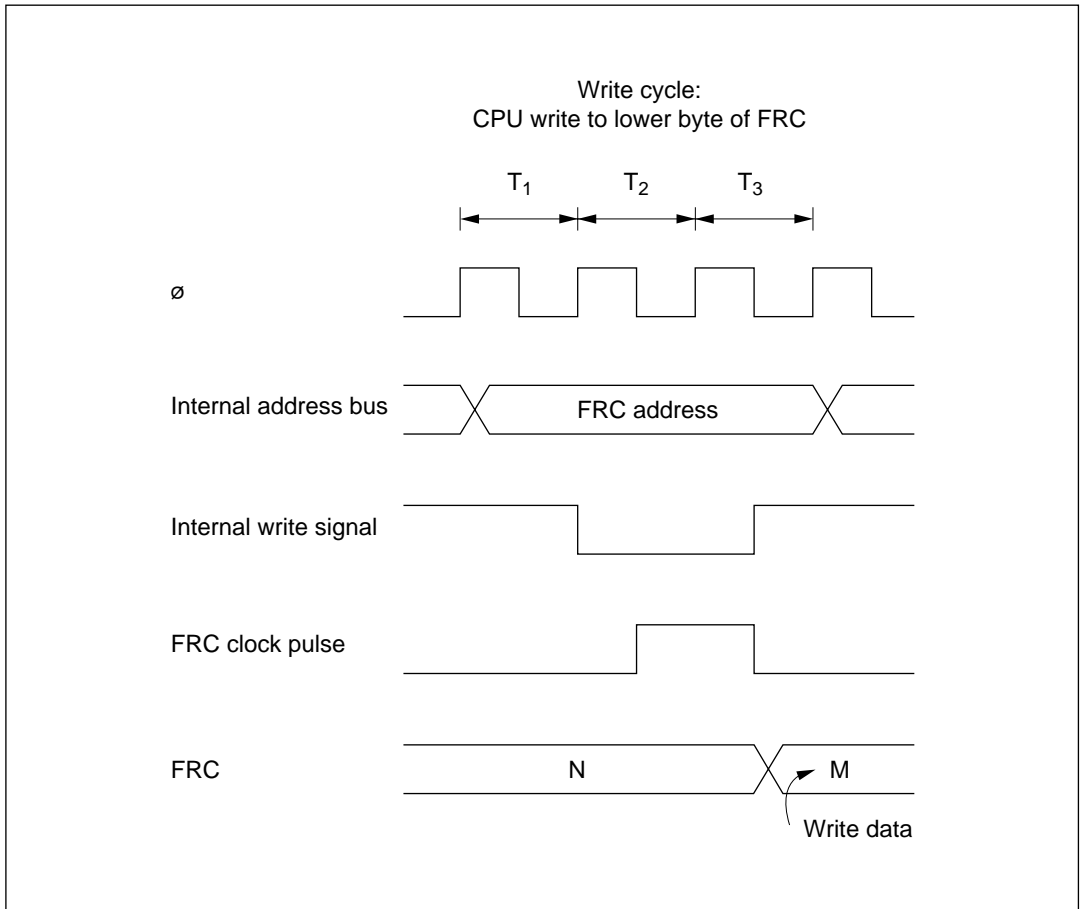 Write cycle:
CPU write to lower byte of FRC
T1 T2 T3
ø
Internal address bus FRC address
Internal write signal
FRC clock pulse
FRC N M
Write data